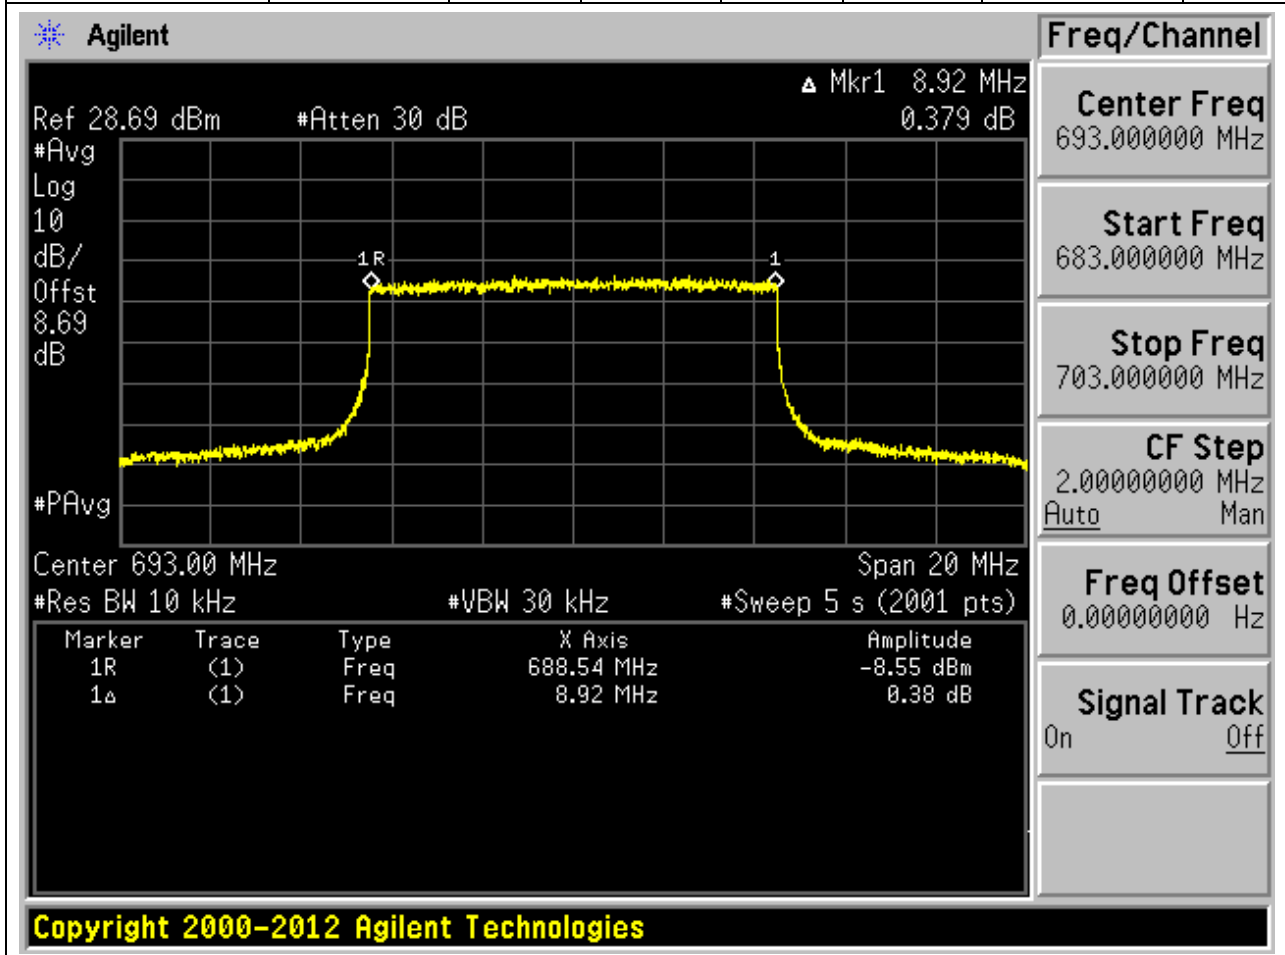 Agilent
Freq/Channel
▵ Mkr1 8.92 MHz
Ref 28.69 dBm #Atten 30 dB 0.379 dB
#Avg
Log
10
dB/
Offst
8.69
dB
1R 1
#PAvg
Center 693.00 MHz Span 20 MHz
#Res BW 10 kHz #VBW 30 kHz #Sweep 5 s (2001 pts)
Marker Trace Type X Axis Amplitude
1R (1) Freq 688.54 MHz -8.55 dBm
1▵ (1) Freq 8.92 MHz 0.38 dB
Center Freq
693.000000 MHz
Start Freq
683.000000 MHz
Stop Freq
703.000000 MHz
CF Step
2.00000000 MHz
Auto Man
Freq Offset
0.00000000 Hz
Signal Track
On Off
Copyright 2000-2012 Agilent Technologies